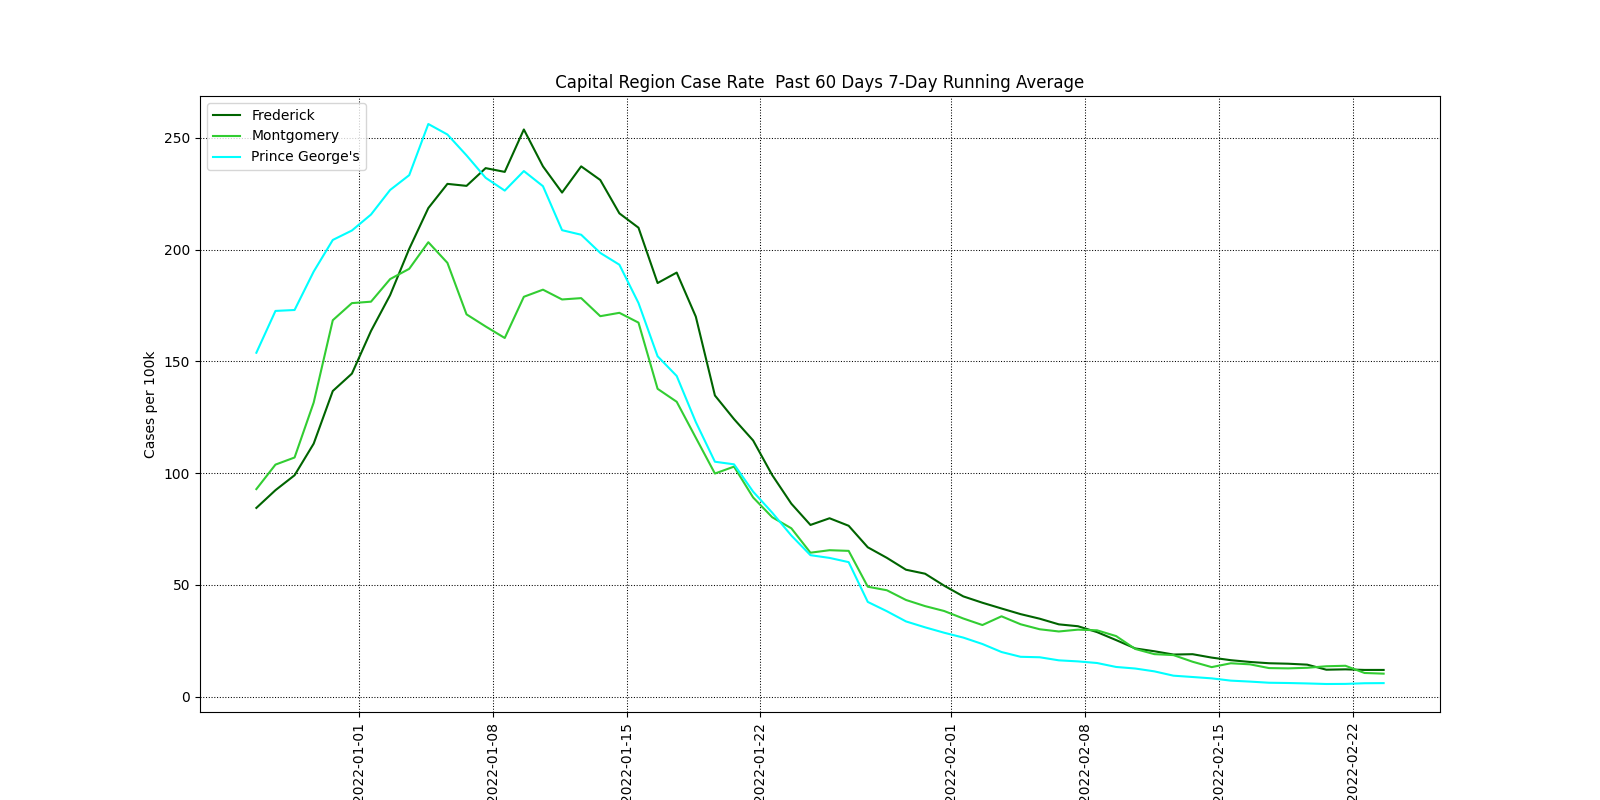 Capital Region Case Rate  Past 60 Days 7-Day Running Average
Frederick
Montgomery
Prince George's
Cases per 100k
250
200
150
100
50
0
2022-01-01
2022-01-08
2022-01-15
2022-01-22
2022-02-01
2022-02-08
2022-02-15
2022-02-22